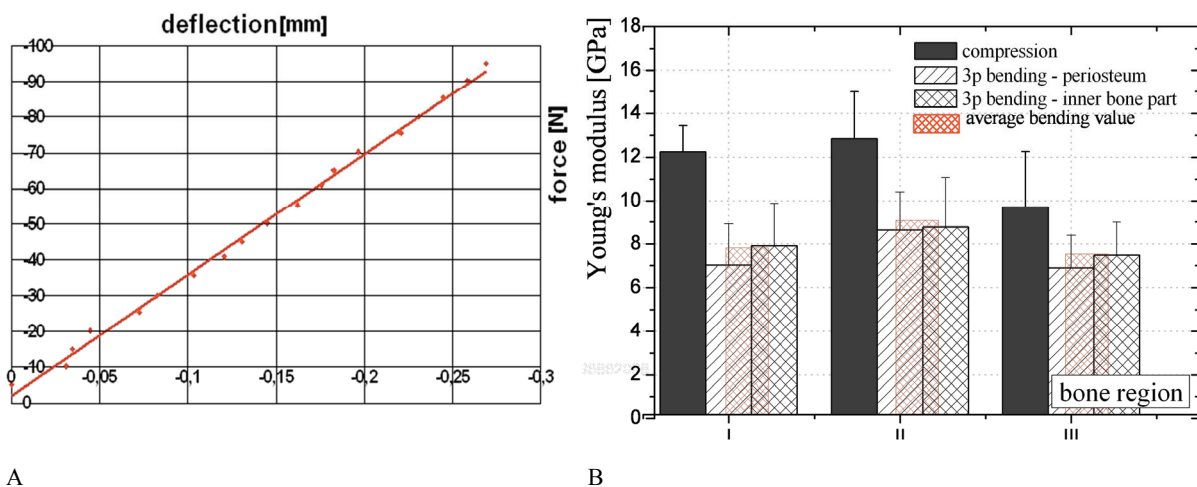 deflection[mm]
-100
-90
-80
-70
-60
-50
-40
-30
-20
-10
0
0
-0,05
-0,1
-0,15
-0,2
-0,25
-0,3
force [N]
A
Young's modulus [GPa]
18
16
14
12
10
8
6
4
2
0
compression
3p bending - periosteum
3p bending - inner bone part
average bending value
bone region
I
II
III
B